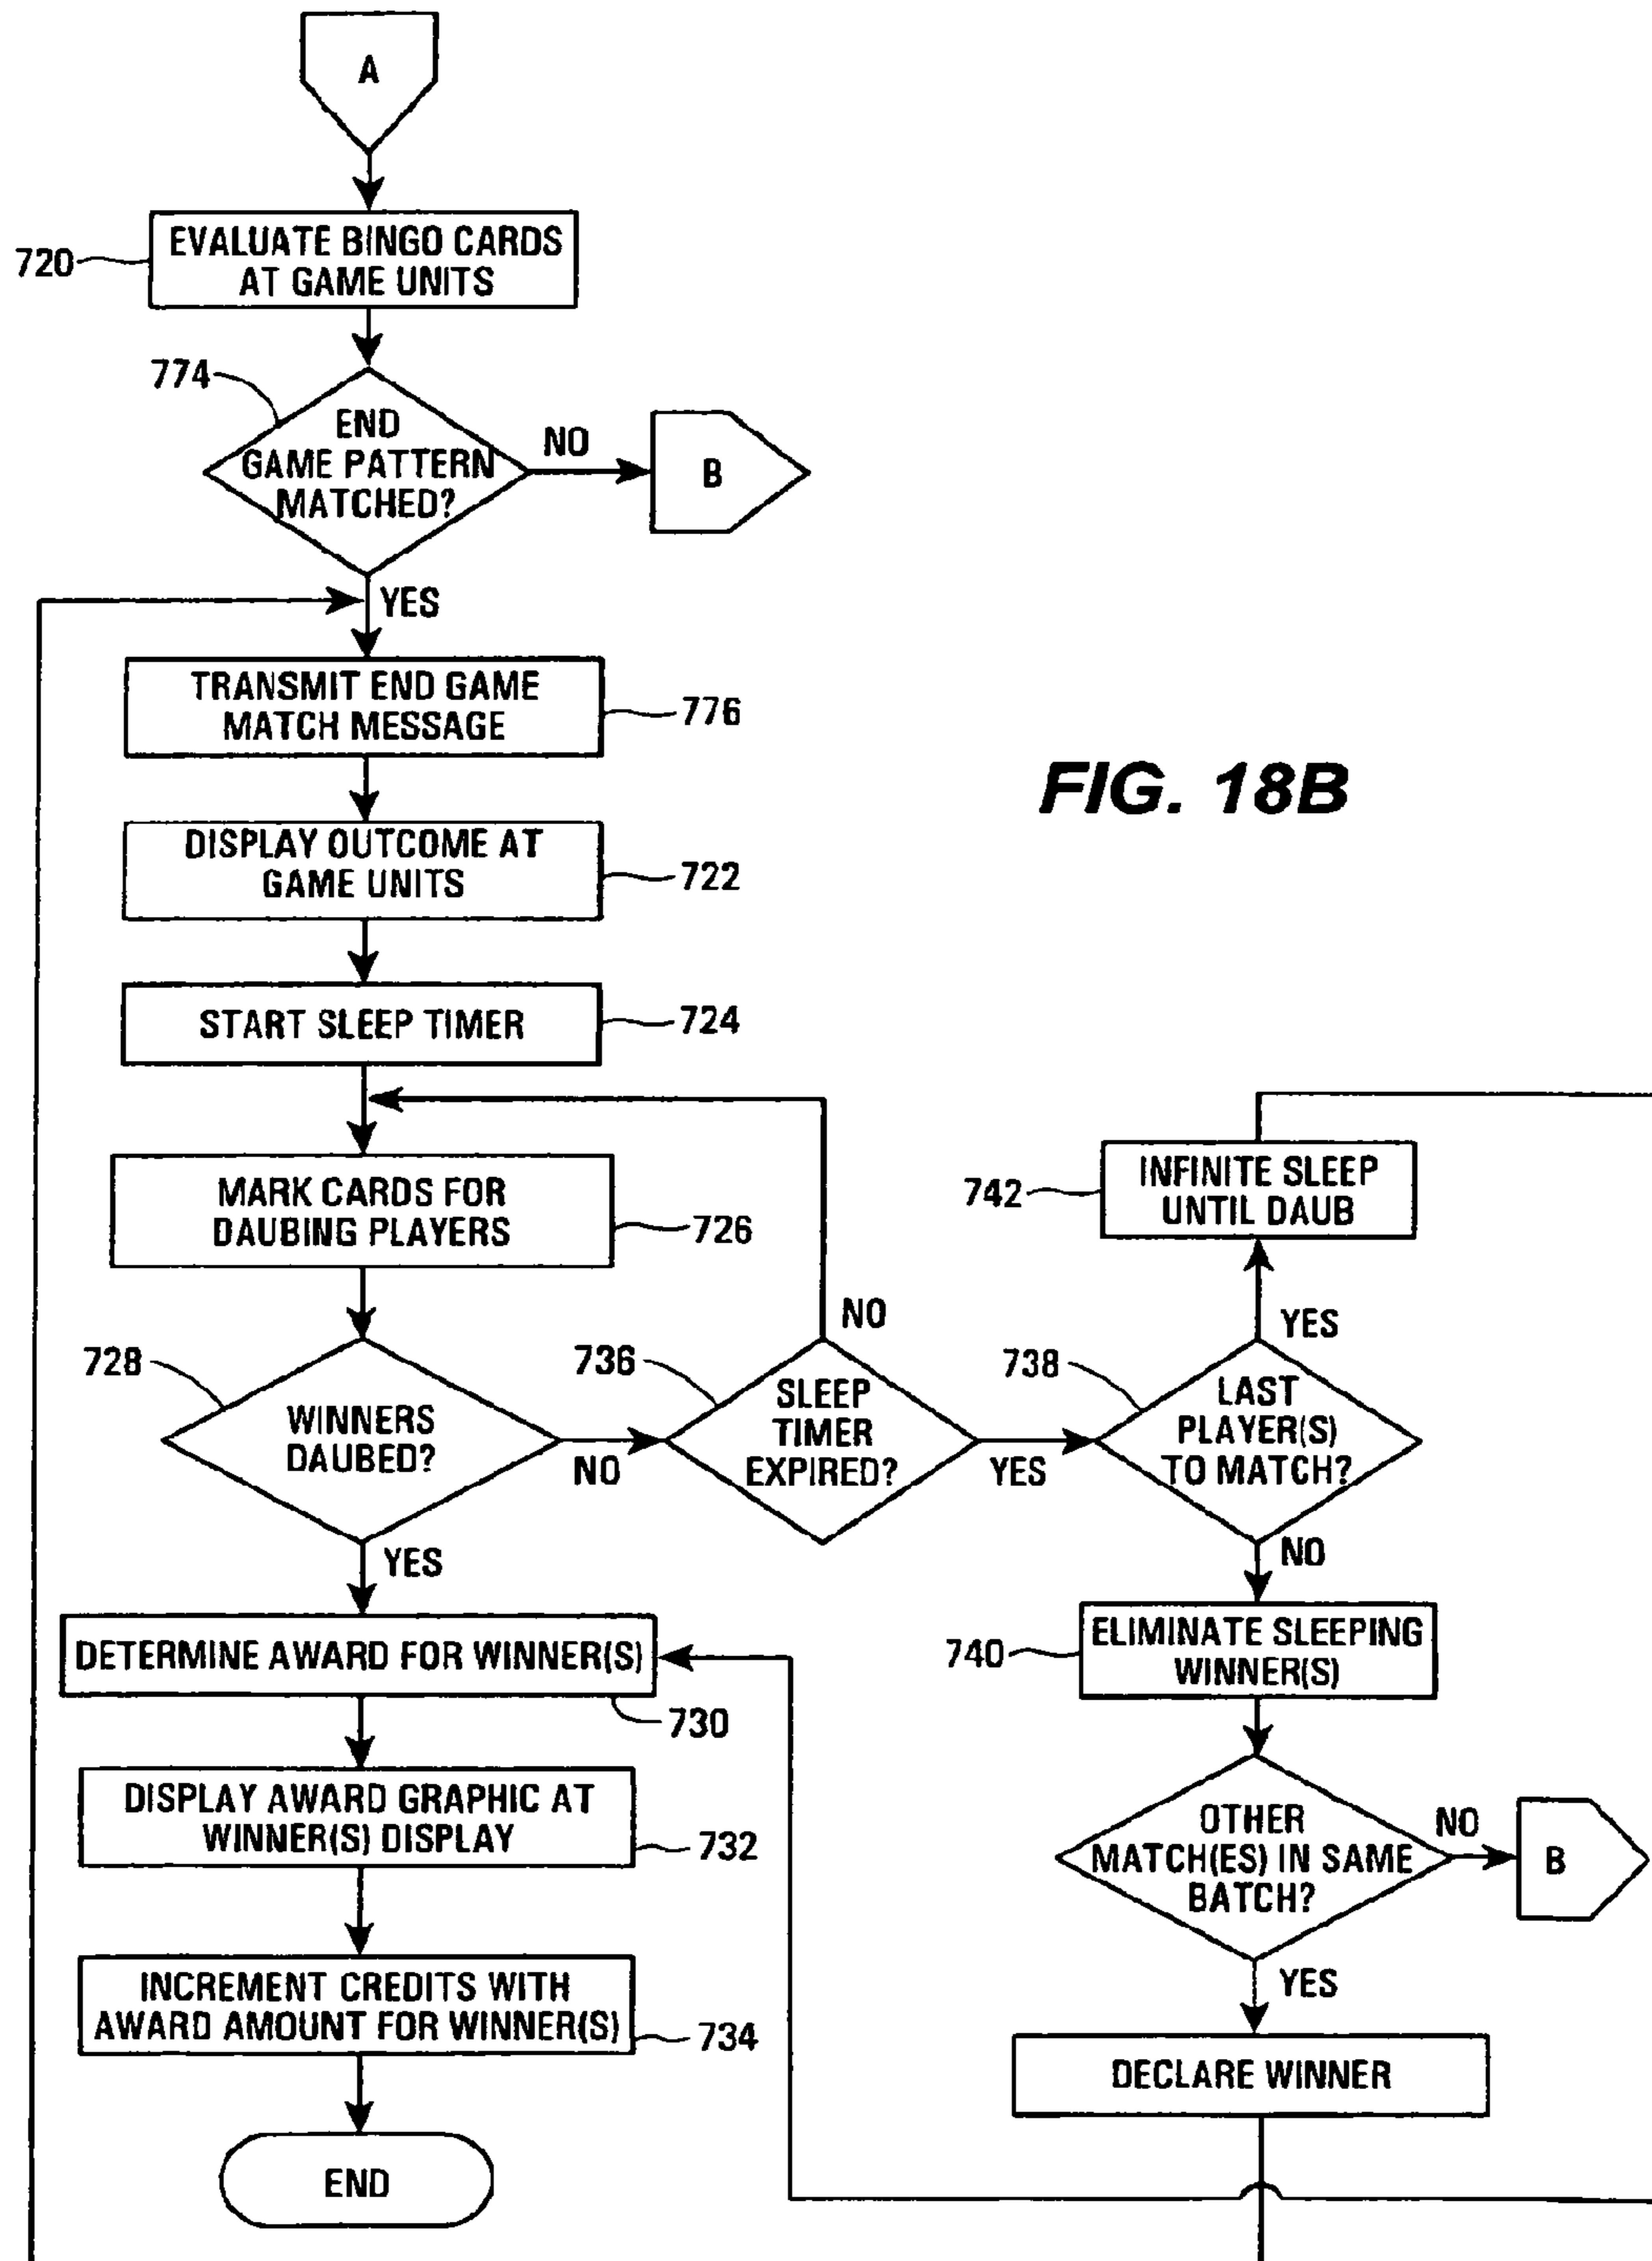 A
720
EVALUATE BINGO CARDS
AT GAME UNITS
774
END
GAME PATTERN
MATCHED?
NO
B
YES
TRANSMIT END GAME
MATCH MESSAGE
776
FIG. 18B
DISPLAY OUTCOME AT
GAME UNITS
722
START SLEEP TIMER
724
MARK CARDS FOR
DAUBING PLAYERS
726
742
INFINITE SLEEP
UNTIL DAUB
728
WINNERS
DAUBED?
NO
736
SLEEP
TIMER
EXPIRED?
NO
YES
738
LAST
PLAYER(S)
TO MATCH?
YES
NO
YES
DETERMINE AWARD FOR WINNER(S)
730
740
ELIMINATE SLEEPING
WINNER(S)
DISPLAY AWARD GRAPHIC AT
WINNER(S) DISPLAY
732
OTHER
MATCH(ES) IN SAME
BATCH?
NO
B
YES
INCREMENT CREDITS WITH
AWARD AMOUNT FOR WINNER(S)
734
DECLARE WINNER
END